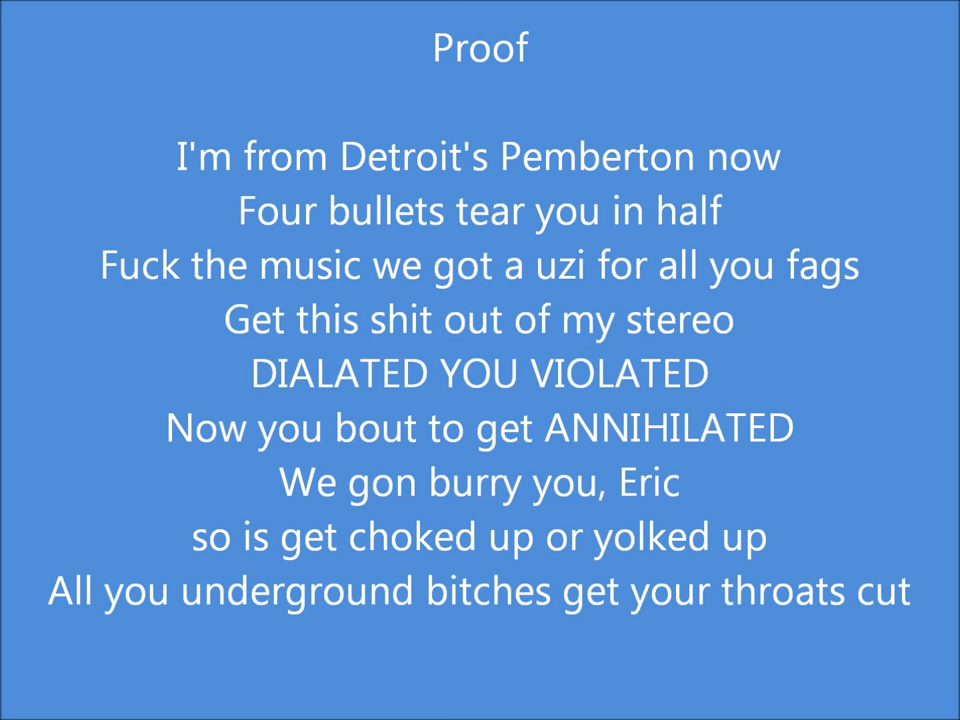 Proof
I'm from Detroit's Pemberton now
Four bullets tear you in half
Fuck the music we got a uzi for all you fags
Get this shit out of my stereo
DIALATED YOU VIOLATED
Now you bout to get ANNIHILATED
We gon burry you, Eric
so is get choked up or yolked up
All you underground bitches get your throats cut